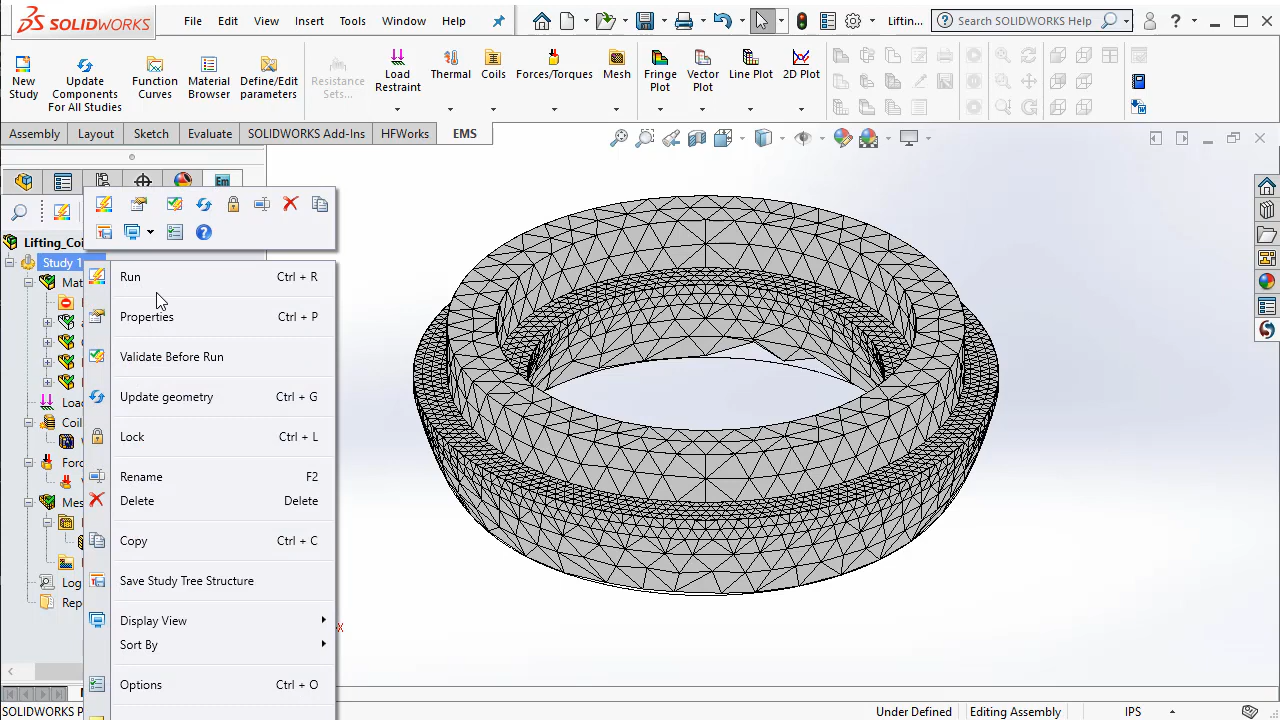 SOLIDWORKS
File Edit View Insert Tools Window Help
Liftin... Search SOLIDWORKS Help
New Study
Update Components For All Studies
Function Curves
Material Browser
Define/Edit parameters
Resistance Sets...
Load Restraint
Thermal
Coils
Forces/Torques
Mesh
Fringe Plot
Vector Plot
Line Plot
2D Plot
Assembly Layout Sketch Evaluate SOLIDWORKS Add-Ins HFWorks EMS
Em
Lifting_Coi
Study 1
Mat
Loa
Coil
Forc
Mes
Log
Rep
Run Ctrl + R
Properties Ctrl + P
Validate Before Run
Update geometry Ctrl + G
Lock Ctrl + L
Rename F2
Delete Delete
Copy Ctrl + C
Save Study Tree Structure
Display View
Sort By
Options Ctrl + O
X
SOLIDWORKS P
Under Defined Editing Assembly IPS